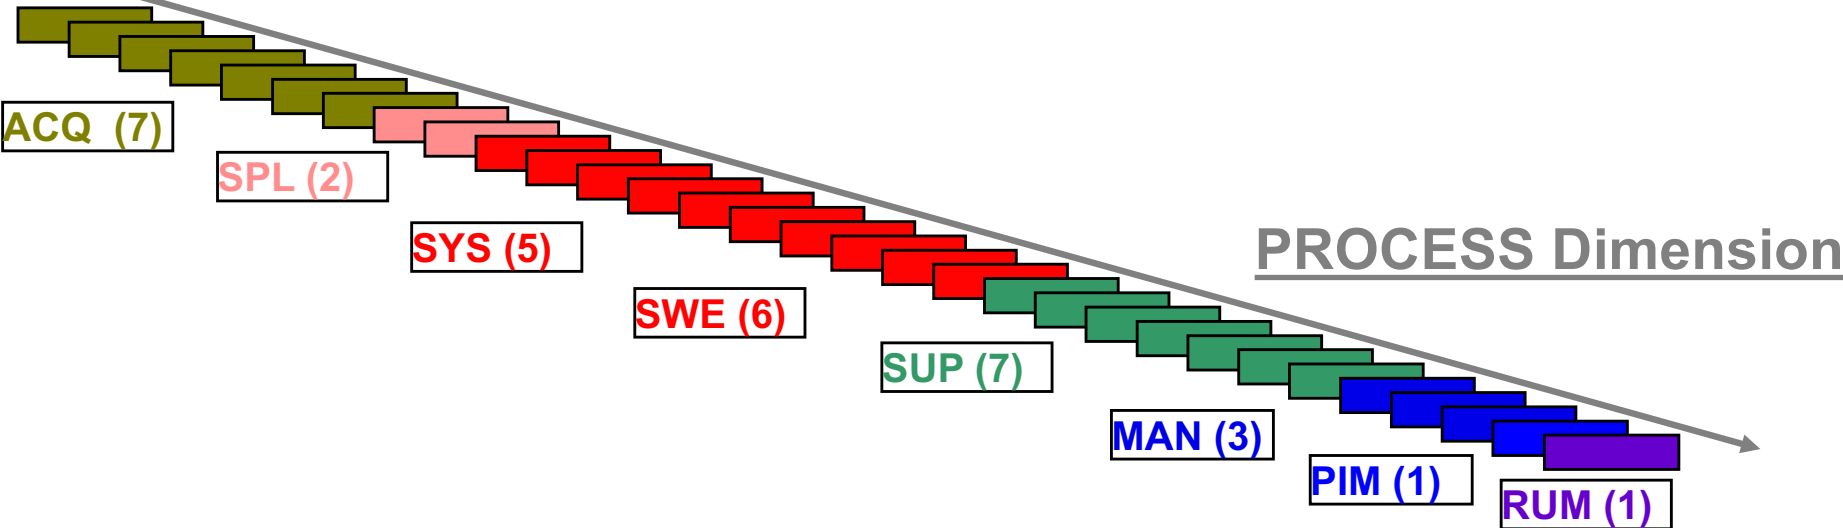 ACQ  (7)
SPL (2)
SYS (5)
PROCESS Dimension
SWE (6)
SUP (7)
MAN (3)
PIM (1)
RUM (1)